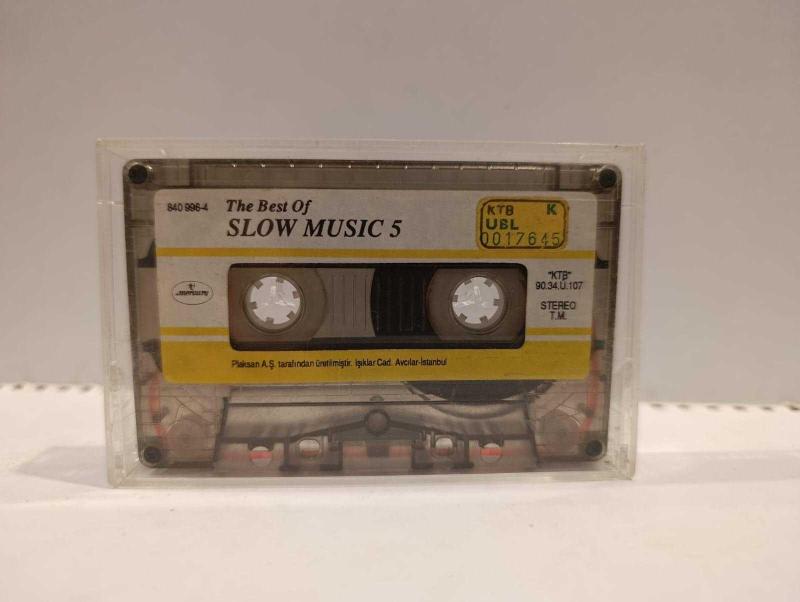 840 996-4
The Best Of
SLOW MUSIC 5
KTB K
UBL
0017645
mercury
"KTB"
90.34.Ü.107
STEREO
T.M.
Plaksan A.Ş. tarafından üretilmiştir. Işıklar Cad. Avcılar-İstanbul